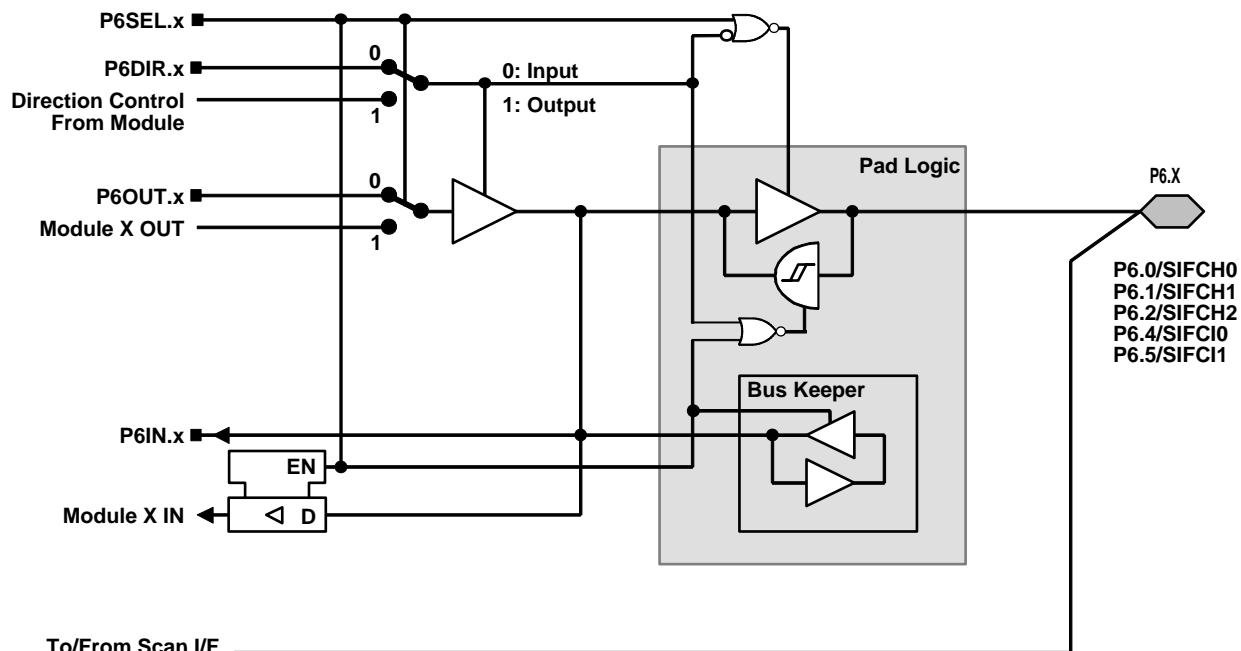 P6SEL.x
P6DIR.x
0
0: Input
Direction Control
From Module
1
1: Output
Pad Logic
P6.X
P6OUT.x
0
Module X OUT
1
P6.0/SIFCH0
P6.1/SIFCH1
P6.2/SIFCH2
P6.4/SIFCI0
P6.5/SIFCI1
Bus Keeper
P6IN.x
EN
Module X IN
D
To/From Scan I/F